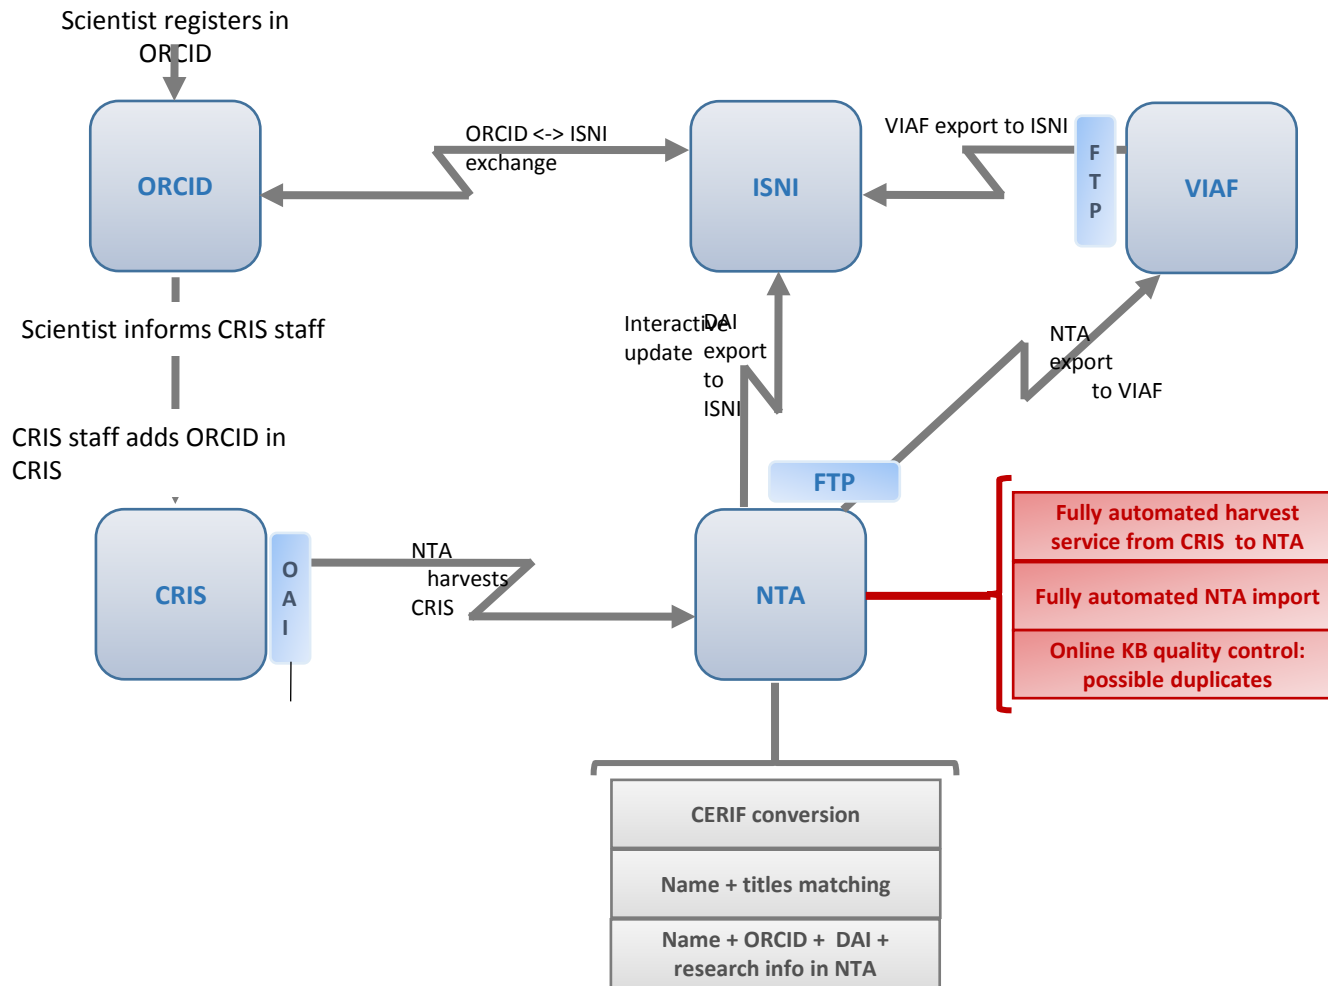 Scientist registers in
ORCID
ORCID
ORCID <-> ISNI
exchange
ISNI
VIAF export to ISNI
F
T
P
VIAF
Scientist informs CRIS staff
Interactive
update
DAI
export
to
ISNI
NTA
export
to VIAF
CRIS staff adds ORCID in
CRIS
FTP
CRIS
O
A
I
NTA
harvests
CRIS
NTA
Fully automated harvest
service from CRIS to NTA
Fully automated NTA import
Online KB quality control:
possible duplicates
CERIF conversion
Name + titles matching
Name + ORCID + DAI +
research info in NTA